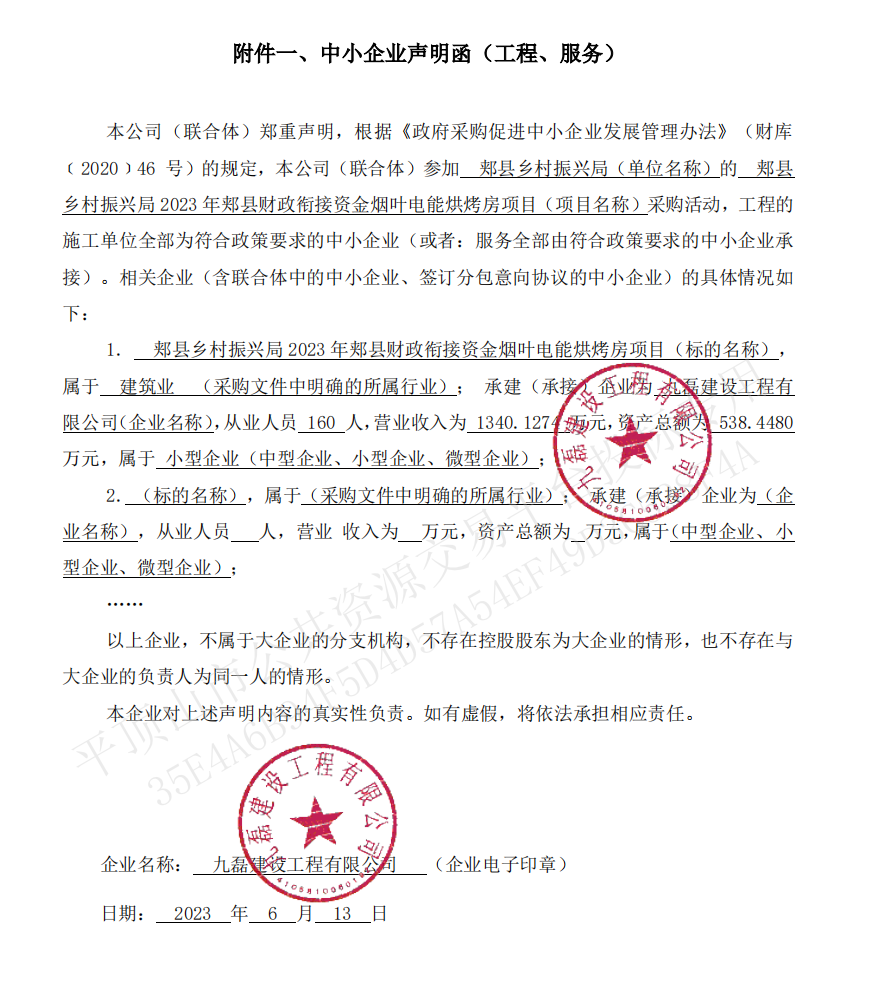 附件一、中小企业声明函（工程、服务）
本公司（联合体）郑重声明，根据《政府采购促进中小企业发展管理办法》（财库
﹝2020﹞46 号）的规定，本公司（联合体）参加 郏县乡村振兴局（单位名称）的 郏县
乡村振兴局 2023 年郏县财政衔接资金烟叶电能烘烤房项目（项目名称）采购活动，工程的
施工单位全部为符合政策要求的中小企业（或者：服务全部由符合政策要求的中小企业承
接）。相关企业（含联合体中的中小企业、签订分包意向协议的中小企业）的具体情况如
下：
1. 郏县乡村振兴局 2023 年郏县财政衔接资金烟叶电能烘烤房项目（标的名称），
属于 建筑业 （采购文件中明确的所属行业）； 承建（承接）企业为 九磊建设工程有
限公司（企业名称），从业人员 160 人，营业收入为 1340.1274 万元，资产总额为 538.4480
万元，属于 小型企业（中型企业、小型企业、微型企业）；
2. （标的名称），属于（采购文件中明确的所属行业）； 承建（承接）企业为（企
业名称），从业人员 人，营业 收入为 万元，资产总额为 万元，属于（中型企业、小
型企业、微型企业）；
……
以上企业，不属于大企业的分支机构，不存在控股股东为大企业的情形，也不存在与
大企业的负责人为同一人的情形。
本企业对上述声明内容的真实性负责。如有虚假，将依法承担相应责任。
九磊建设工程有限公司
九磊建设工程有限公司
企业名称： 九磊建设工程有限公司 （企业电子印章）
日期： 2023 年 6 月 13 日